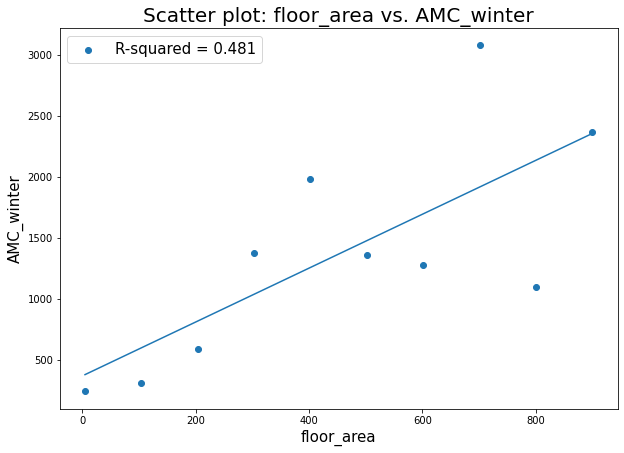 Scatter plot: floor_area vs. AMC_winter
R-squared = 0.481
AMC_winter
3000
2500
2000
1500
1000
500
0
200
400
600
800
floor_area